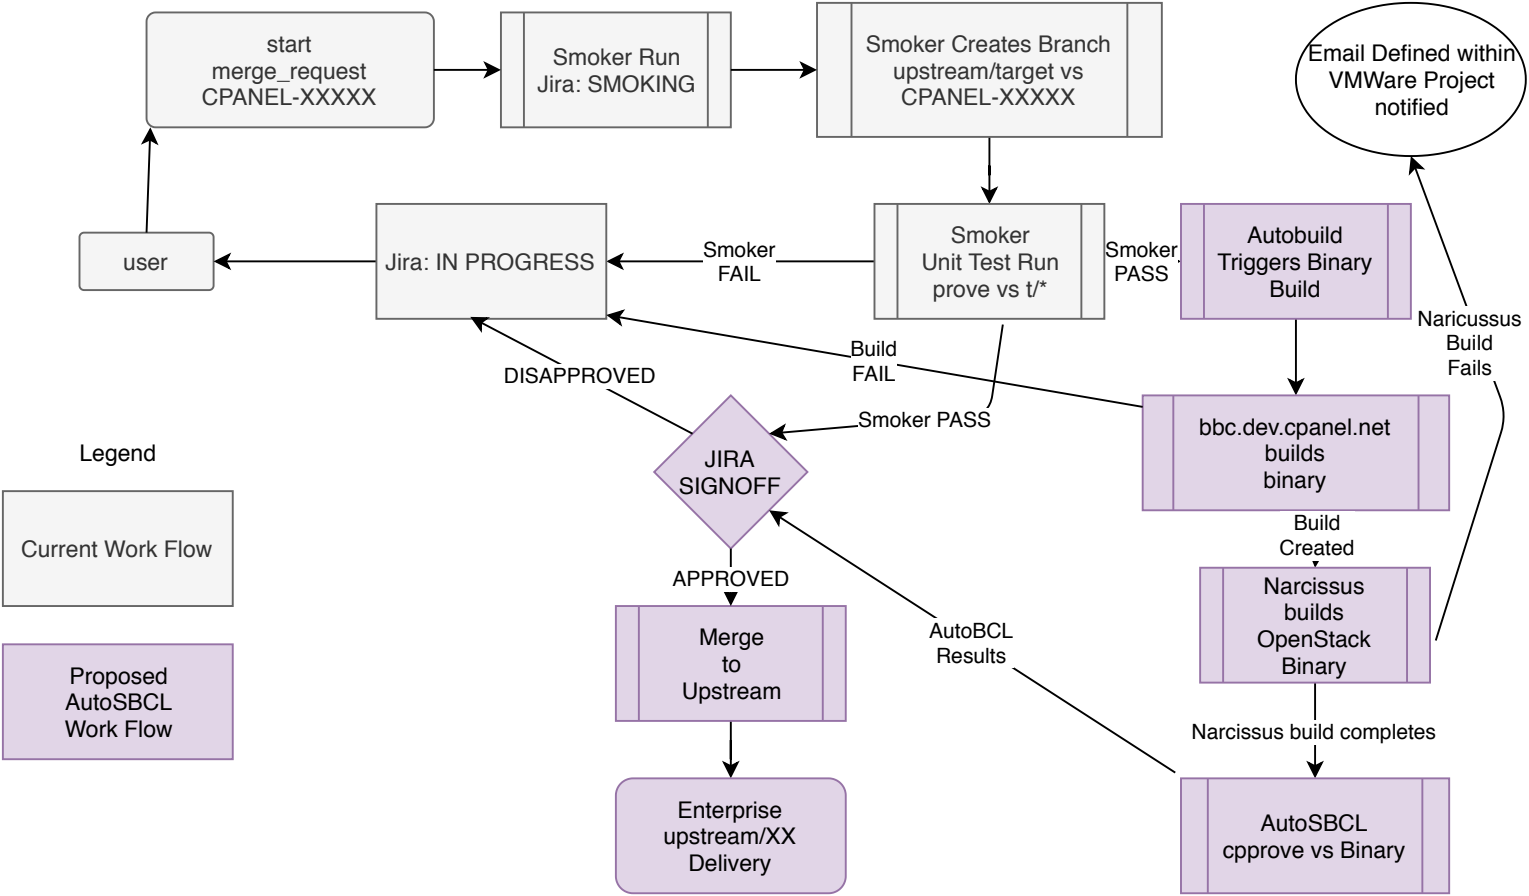 start
merge_request
CPANEL-XXXXX
Smoker Run
Jira: SMOKING
Smoker Creates Branch
upstream/target vs
CPANEL-XXXXX
Email Defined within
VMWare Project
notified
user
Jira: IN PROGRESS
Smoker
FAIL
Smoker
Unit Test Run
prove vs t/*
Smoker
PASS
Autobuild
Triggers Binary
Build
Naricussus
Build
Fails
Build
FAIL
DISAPPROVED
Smoker PASS
bbc.dev.cpanel.net
builds
binary
Legend
JIRA
SIGNOFF
Current Work Flow
Build
Created
APPROVED
Narcissus
builds
OpenStack
Binary
AutoBCL
Results
Merge
to
Upstream
Proposed
AutoSBCL
Work Flow
Narcissus build completes
Enterprise
upstream/XX
Delivery
AutoSBCL
cpprove vs Binary